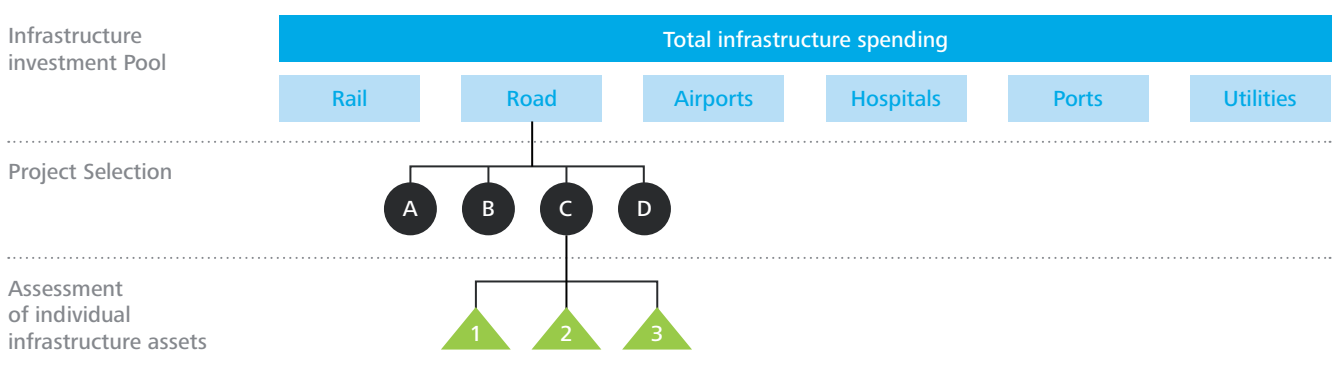 Infrastructure
investment Pool
Total infrastructure spending
Rail
Road
Airports
Hospitals
Ports
Utilities
Project Selection
A
B
C
D
Assessment
of individual
infrastructure assets
1
2
3